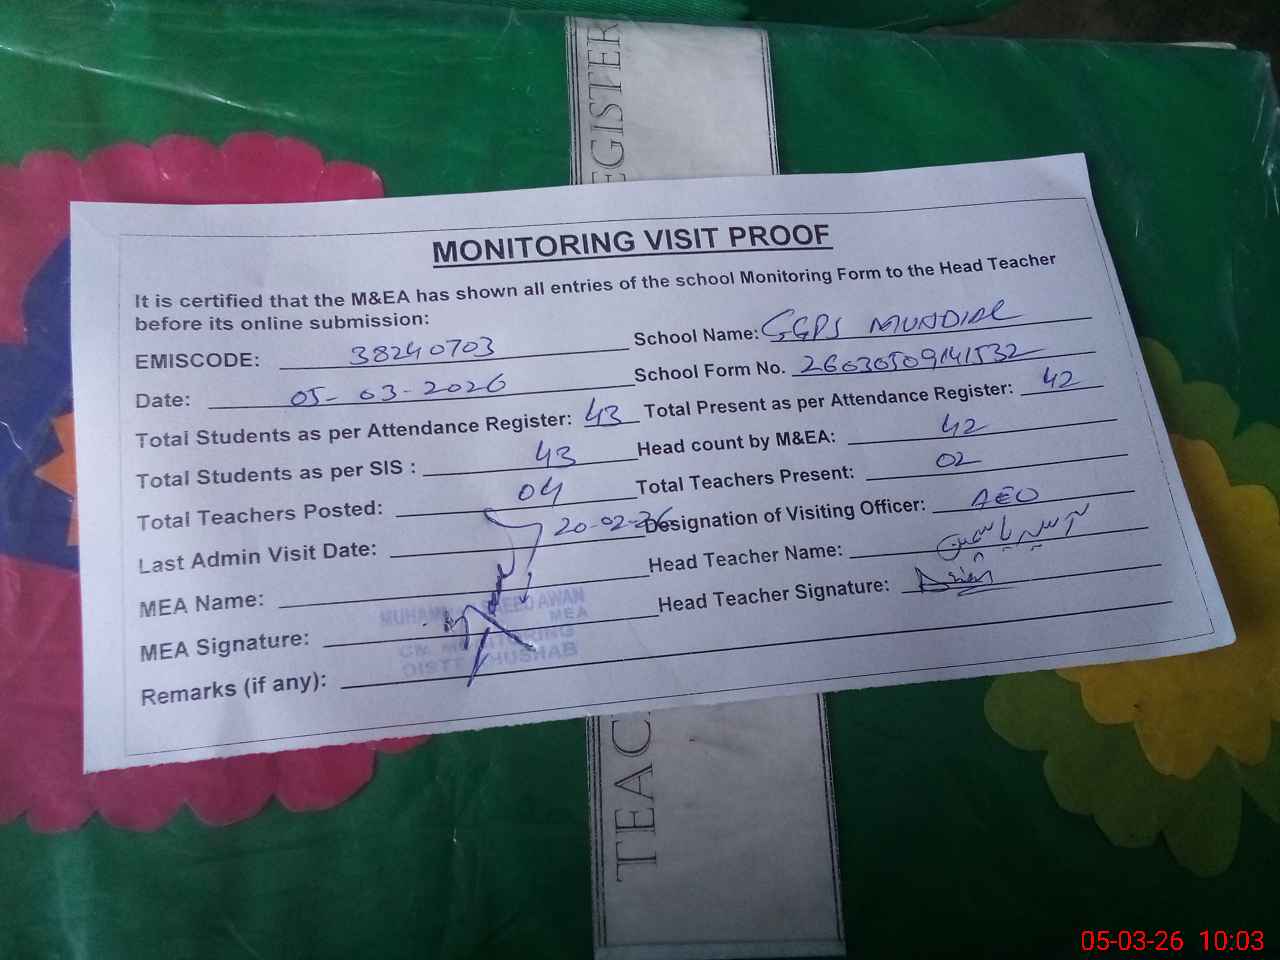 REGISTER
MONITORING VISIT PROOF
It is certified that the M&EA has shown all entries of the school Monitoring Form to the Head Teacher
before its online submission:
EMISCODE: 38240703 School Name: GGPS MUNDIAL
Date: 05-03-2026 School Form No. 26030509141532
Total Students as per Attendance Register: 43 Total Present as per Attendance Register: 42
Total Students as per SIS : 43 Head count by M&EA: 42
Total Teachers Posted: 04 Total Teachers Present: 02
Last Admin Visit Date: 20-02-26 Designation of Visiting Officer: AEO
MEA Name: Head Teacher Name: یاسمین
MEA Signature: Head Teacher Signature:
AWAN
MEA
Remarks (if any):
TEAC
05-03-26 10:03